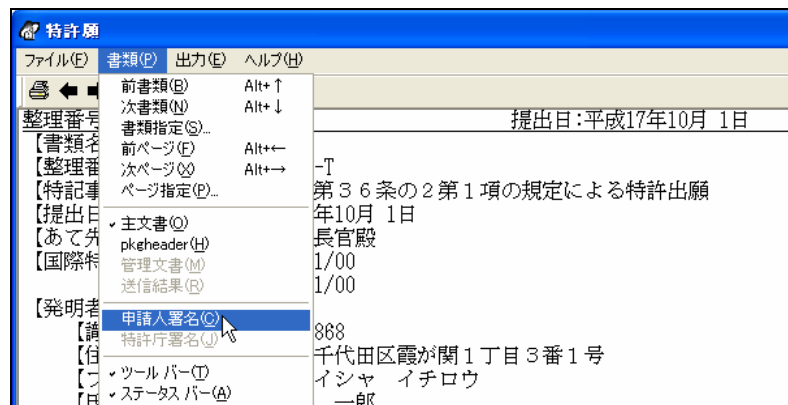 特許願
ファイル(F) 書類(P) 出力(E) ヘルプ(H)
前書類(B) Alt+↑
次書類(N) Alt+↓
書類指定(S)...
前ページ(F) Alt+←
次ページ(X) Alt+→
ページ指定(P)...
✓主文書(O)
pkgheader(H)
管理文書(M)
送信結果(R)
申請人署名(C)
特許庁署名(J)
✓ツール バー(T)
✓ステータス バー(A)
整理番号 提出日:平成17年10月 1日
【書類名
【整理番 -T
【特記事 第36条の2第1項の規定による特許出願
【提出日 年10月 1日
【あて先 長官殿
【国際特 1/00
1/00
【発明者
【識 868
【住 千代田区霞が関1丁目3番1号
イシャ イチロウ
一郎